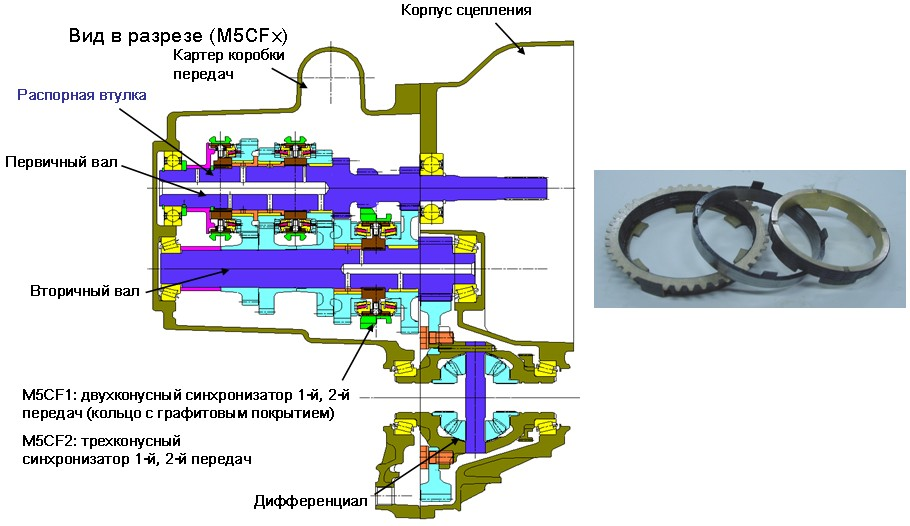 Корпус сцепления
Вид в разрезе (M5CFx)
Картер коробки
передач
Распорная втулка
Первичный вал
Вторичный вал
M5CF1: двухконусный синхронизатор 1-й, 2-й
передач (кольцо с графитовым покрытием)
M5CF2: трехконусный
синхронизатор 1-й, 2-й передач
Дифференциал